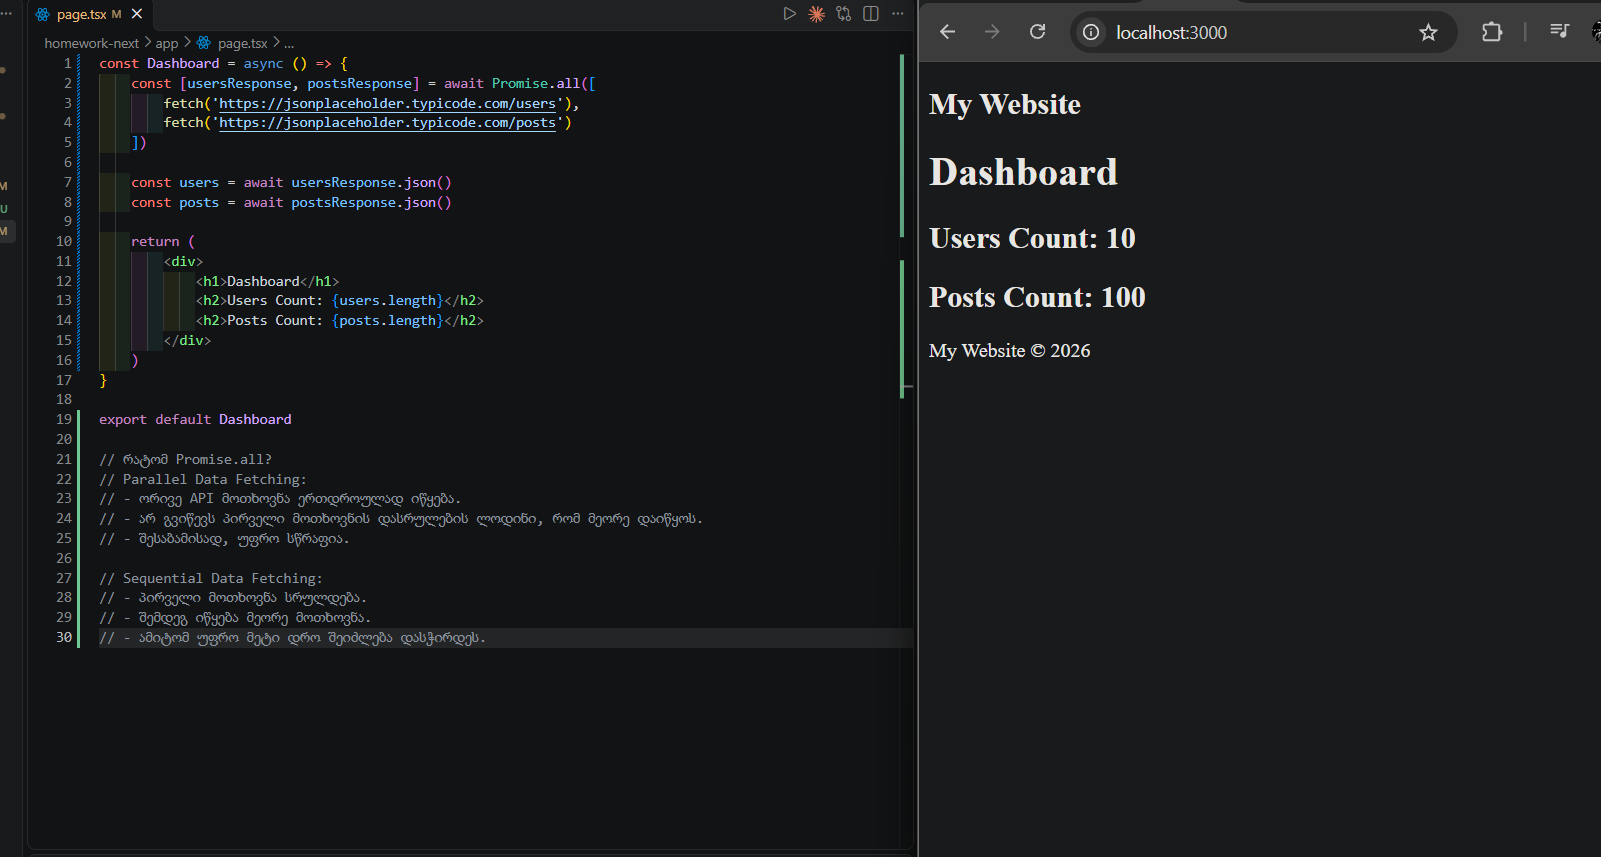 page.tsx M
homework-next > app > page.tsx > ...
1 const Dashboard = async () => {
2 const [usersResponse, postsResponse] = await Promise.all([
3 fetch('https://jsonplaceholder.typicode.com/users'),
4 fetch('https://jsonplaceholder.typicode.com/posts')
5 ])
6
7 const users = await usersResponse.json()
8 const posts = await postsResponse.json()
9
10 return (
11 <div>
12 <h1>Dashboard</h1>
13 <h2>Users Count: {users.length}</h2>
14 <h2>Posts Count: {posts.length}</h2>
15 </div>
16 )
17 }
18
19 export default Dashboard
20
21 // რატომ Promise.all?
22 // Parallel Data Fetching:
23 // - ორივე API მოთხოვნა ერთდროულად იწყება.
24 // - არ გვიწევს პირველი მოთხოვნის დასრულების ლოდინი, რომ მეორე დაიწყოს.
25 // - შესაბამისად, უფრო სწრაფია.
26
27 // Sequential Data Fetching:
28 // - პირველი მოთხოვნა სრულდება.
29 // - შემდეგ იწყება მეორე მოთხოვნა.
30 // - ამიტომ უფრო მეტი დრო შეიძლება დასჭირდეს.
M
U
M
localhost:3000
My Website
Dashboard
Users Count: 10
Posts Count: 100
My Website © 2026